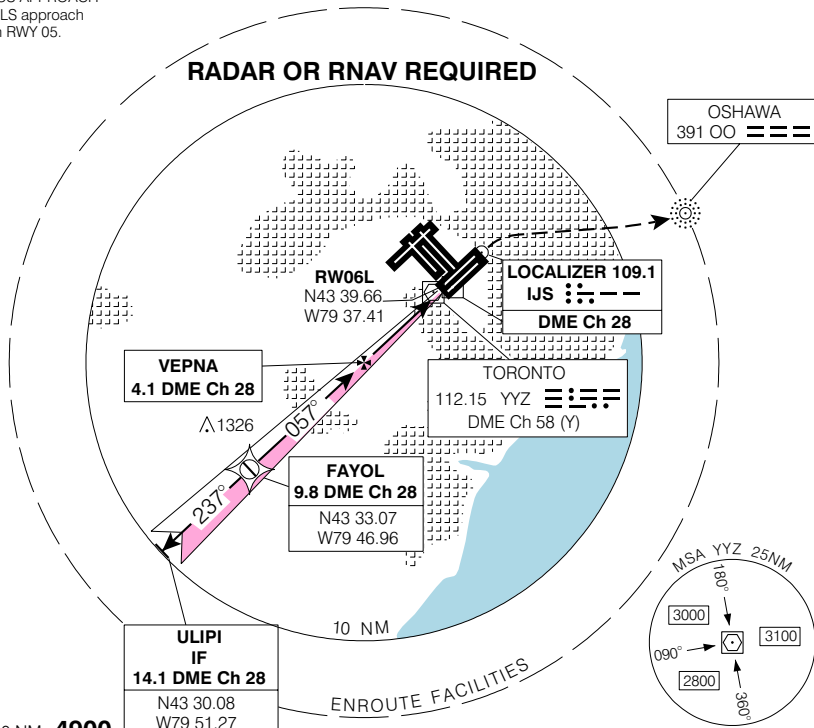 LS approach
RWY 05.
RADAR OR RNAV REQUIRED
OSHAWA
391 OO
RW06L
N43 39.66
W79 37.41
LOCALIZER 109.1
IJS
DME Ch 28
VEPNA
4.1 DME Ch 28
TORONTO
112.15 YYZ
DME Ch 58 (Y)
1326
057°
FAYOL
9.8 DME Ch 28
N43 33.07
W79 46.96
237°
MSA YYZ 25NM
180°
3000
3100
090°
2800
360°
10 NM
ENROUTE FACILITIES
ULIPI
IF
14.1 DME Ch 28
N43 30.08
W79 51.27
NM 4900